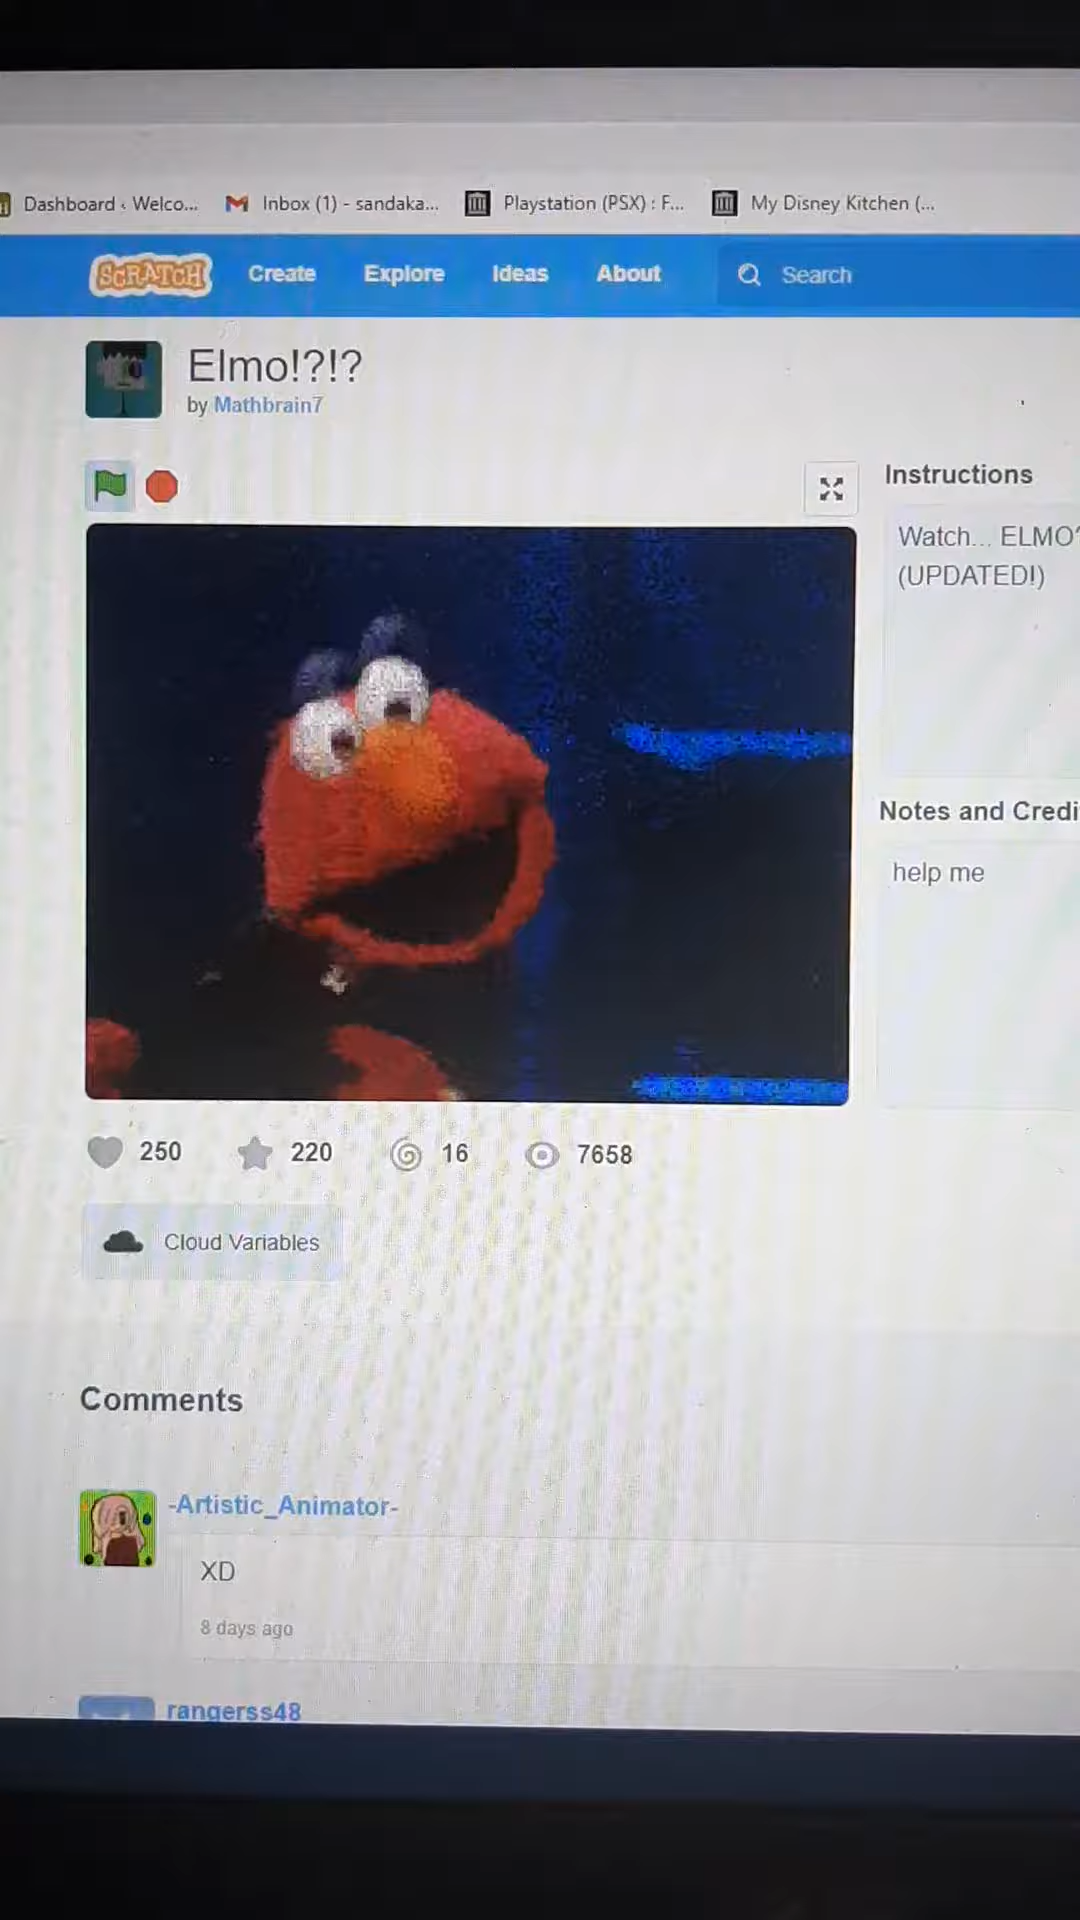 Dashboard ‹ Welco...
Inbox (1) - sandaka...
Playstation (PSX) : F...
My Disney Kitchen (...
SCRATCH
Create
Explore
Ideas
About
Search
Elmo!?!?
by Mathbrain7
Instructions
Watch... ELMO
(UPDATED!)
Notes and Credi
help me
250
220
16
7658
Cloud Variables
Comments
-Artistic_Animator-
XD
8 days ago
rangerss48